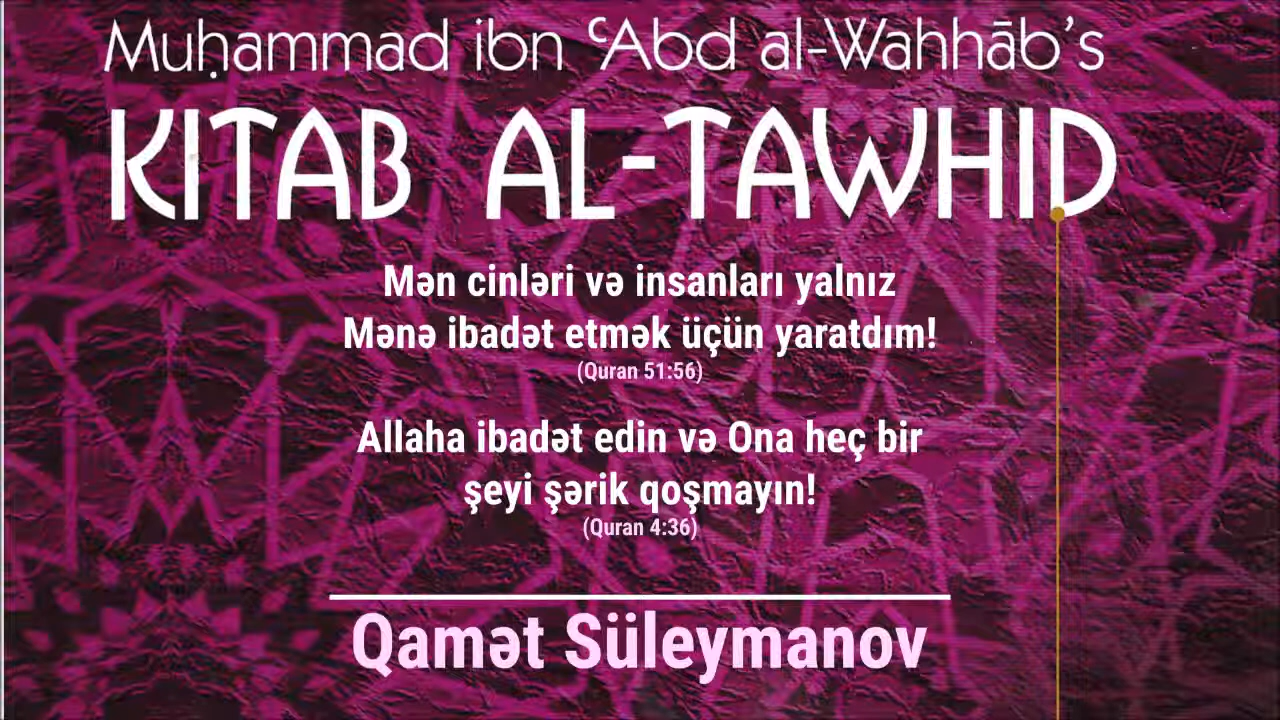 Muḥammad ibn ʿAbd al-Wahhāb’s
KITAB AL-TAWHID
Mən cinləri və insanları yalnız
Mənə ibadət etmək üçün yaratdım!
(Quran 51:56)
Allaha ibadət edin və Ona heç bir
şeyi şərik qoşmayın!
(Quran 4:36)
Qamət Süleymanov